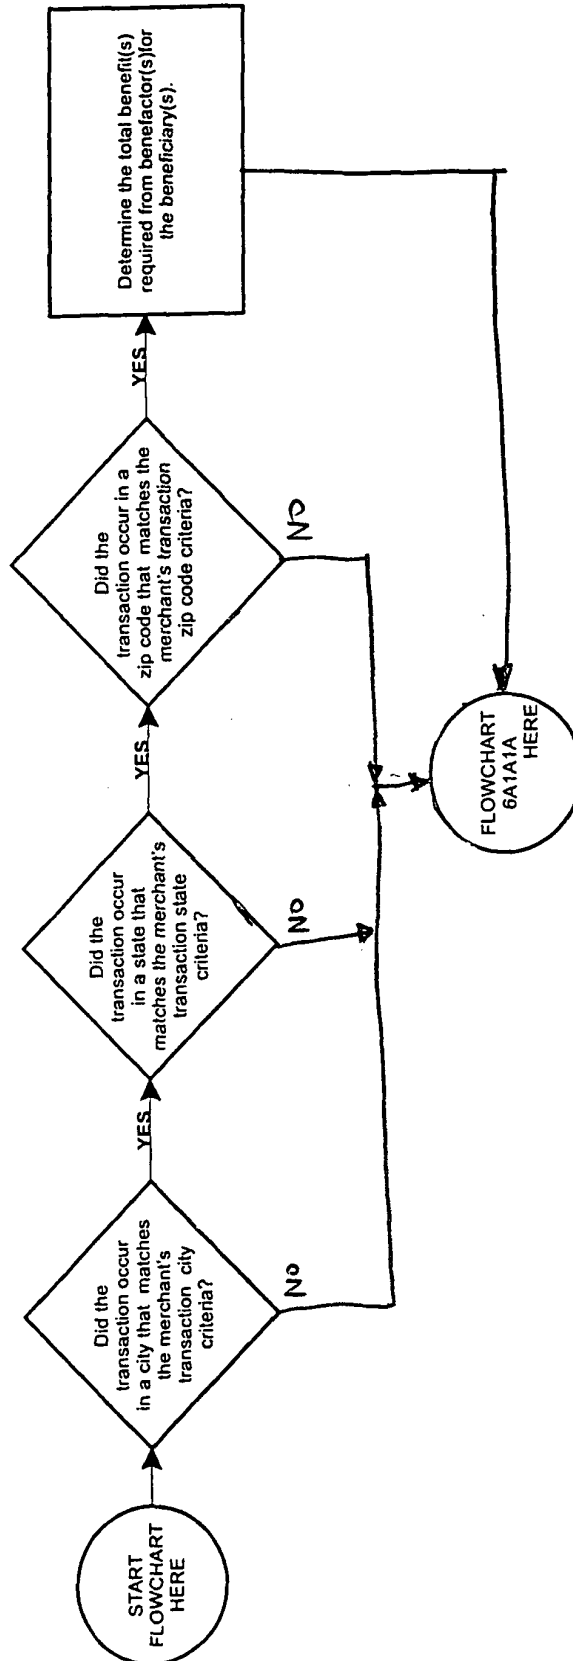 START
FLOWCHART
HERE
Did the
transaction occur
in a city that matches
the merchant's
transaction city
criteria?
YES
NO
Did the
transaction occur
in a state that
matches the merchant's
transaction state
criteria?
YES
NO
Did the
transaction occur in a
zip code that matches the
merchant's transaction
zip code criteria?
YES
NO
Determine the total benefit(s)
required from benefactor(s)for
the beneficiary(s).
FLOWCHART
6A1A1A
HERE